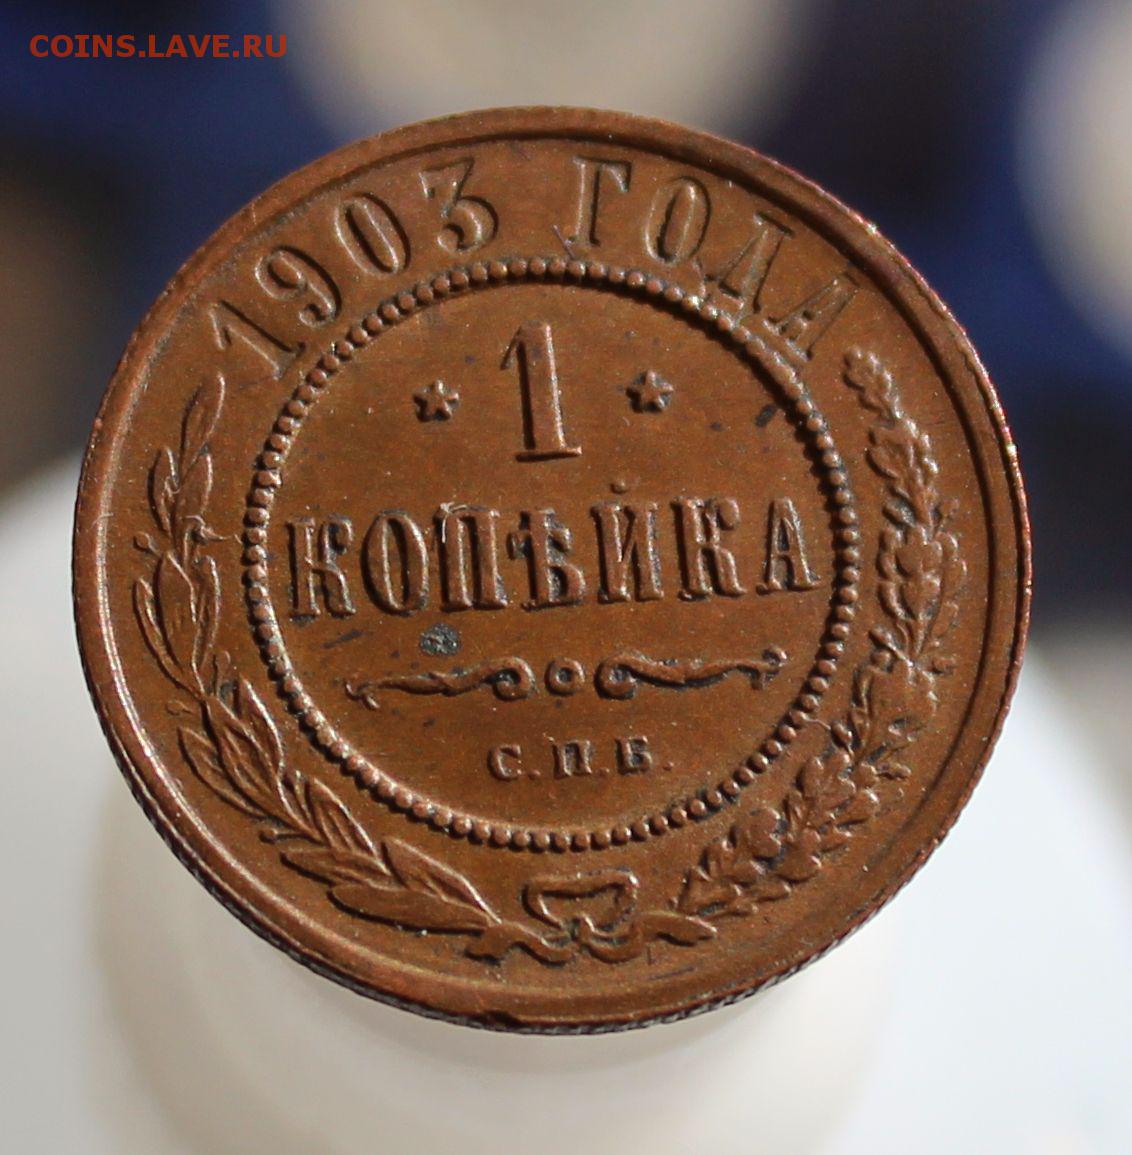 COINS.LAVE.RU
1903 ГОДА
* 1 *
КОПѢЙКА
С.П.Б.